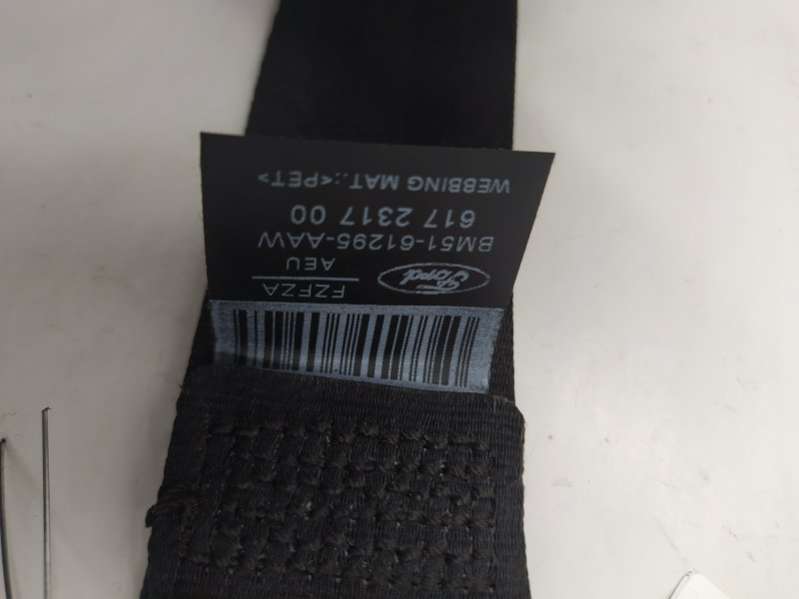 FZFZA
AEU
Ford
BM51-61295-AAW
617 2317 00
WEBBING MAT.:<PET>